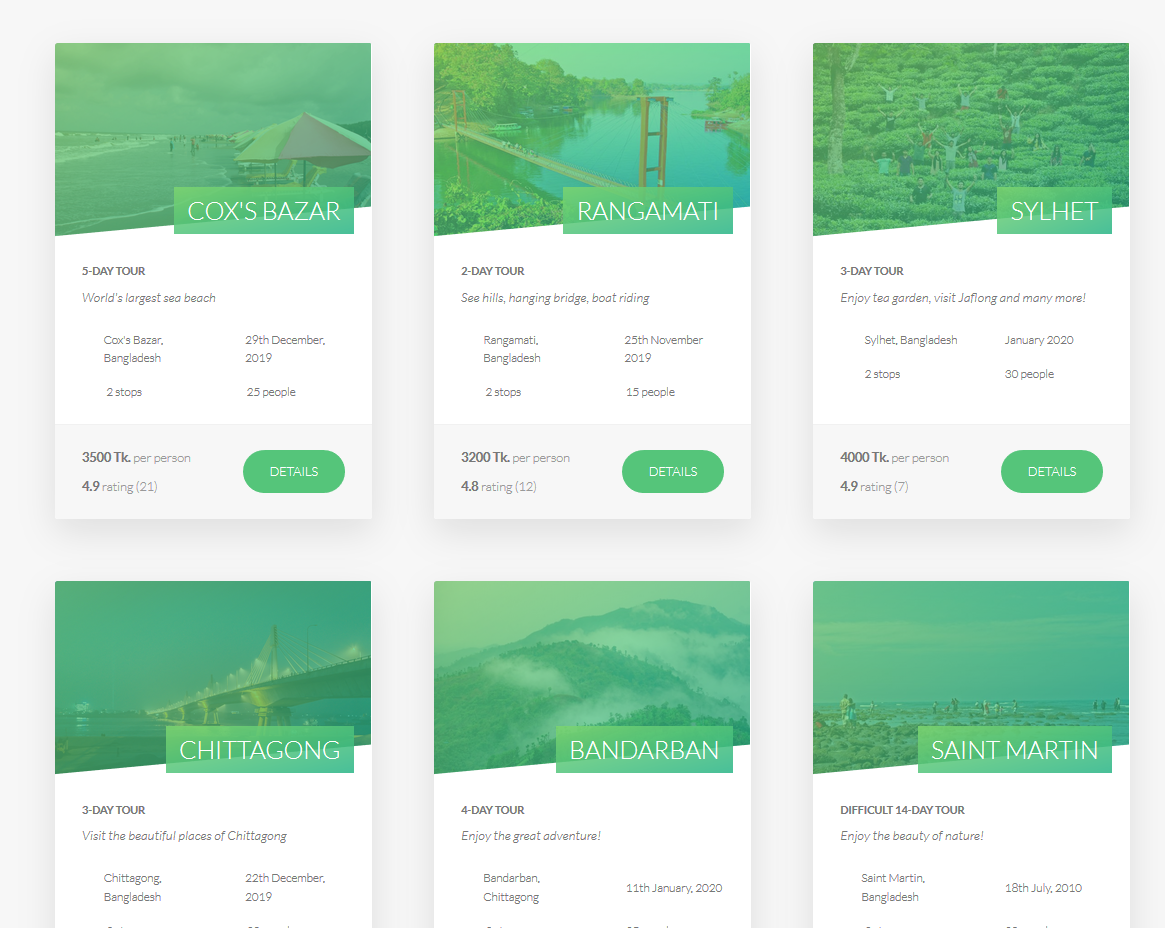 COX'S BAZAR
5-DAY TOUR
World's largest sea beach
Cox's Bazar,
Bangladesh
29th December,
2019
2 stops
25 people
3500 Tk. per person
4.9 rating (21)
DETAILS
RANGAMATI
2-DAY TOUR
See hills, hanging bridge, boat riding
Rangamati,
Bangladesh
25th November
2019
2 stops
15 people
3200 Tk. per person
4.8 rating (12)
DETAILS
SYLHET
3-DAY TOUR
Enjoy tea garden, visit Jaflong and many more!
Sylhet, Bangladesh
January 2020
2 stops
30 people
4000 Tk. per person
4.9 rating (7)
DETAILS
CHITTAGONG
3-DAY TOUR
Visit the beautiful places of Chittagong
Chittagong,
Bangladesh
22th December,
2019
BANDARBAN
4-DAY TOUR
Enjoy the great adventure!
Bandarban,
Chittagong
11th January, 2020
SAINT MARTIN
DIFFICULT 14-DAY TOUR
Enjoy the beauty of nature!
Saint Martin,
Bangladesh
18th July, 2010